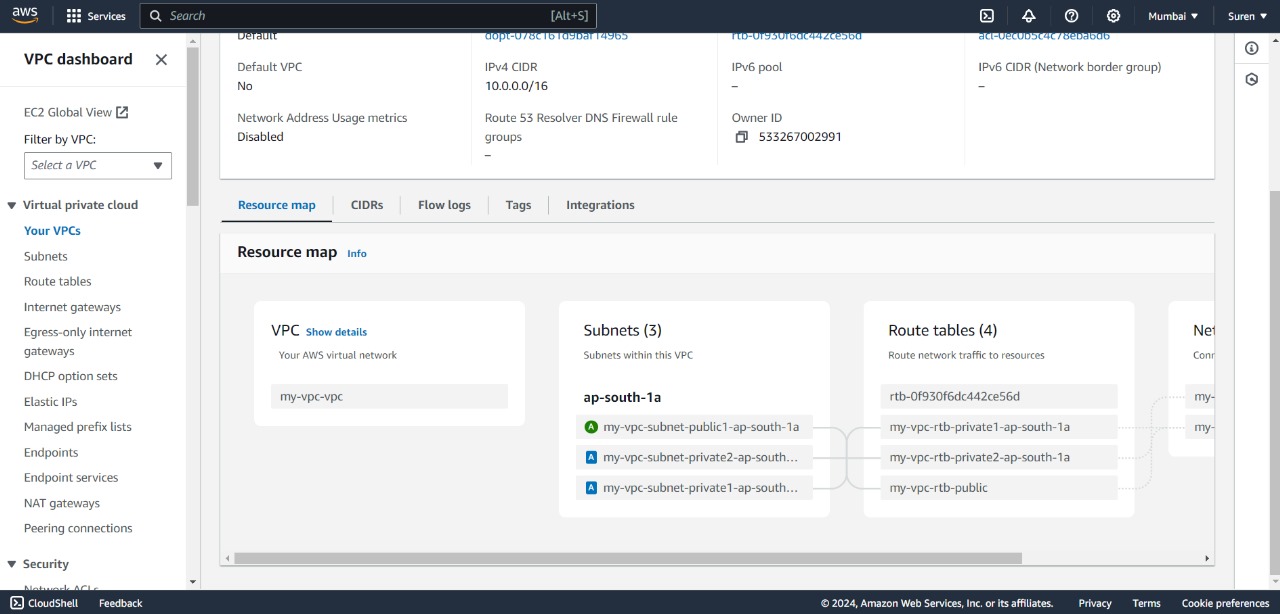 aws
Services
Search
[Alt+S]
Mumbai
Suren
VPC dashboard
EC2 Global View
Filter by VPC:
Select a VPC
Virtual private cloud
Your VPCs
Subnets
Route tables
Internet gateways
Egress-only internet
gateways
DHCP option sets
Elastic IPs
Managed prefix lists
Endpoints
Endpoint services
NAT gateways
Peering connections
Security
Network ACLs
Default
dopt-078c161d9baf14965
rtb-0f930f6dc442ce56d
acl-0ec0b5c4c78eba6d6
Default VPC
No
IPv4 CIDR
10.0.0.0/16
IPv6 pool
–
IPv6 CIDR (Network border group)
–
Network Address Usage metrics
Disabled
Route 53 Resolver DNS Firewall rule
groups
–
Owner ID
533267002991
Resource map
CIDRs
Flow logs
Tags
Integrations
Resource map Info
VPC Show details
Your AWS virtual network
my-vpc-vpc
Subnets (3)
Subnets within this VPC
ap-south-1a
A my-vpc-subnet-public1-ap-south-1a
A my-vpc-subnet-private2-ap-south...
A my-vpc-subnet-private1-ap-south...
Route tables (4)
Route network traffic to resources
rtb-0f930f6dc442ce56d
my-vpc-rtb-private1-ap-south-1a
my-vpc-rtb-private2-ap-south-1a
my-vpc-rtb-public
Net
Conn
my-
my-
CloudShell
Feedback
© 2024, Amazon Web Services, Inc. or its affiliates.
Privacy
Terms
Cookie preferences